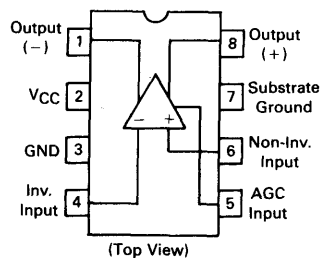 Output
(−)
1
8
Output
(+)
VCC
2
7
Substrate
Ground
GND
3
6
Non-Inv.
Input
Inv.
Input
4
5
AGC
Input
− +
(Top View)